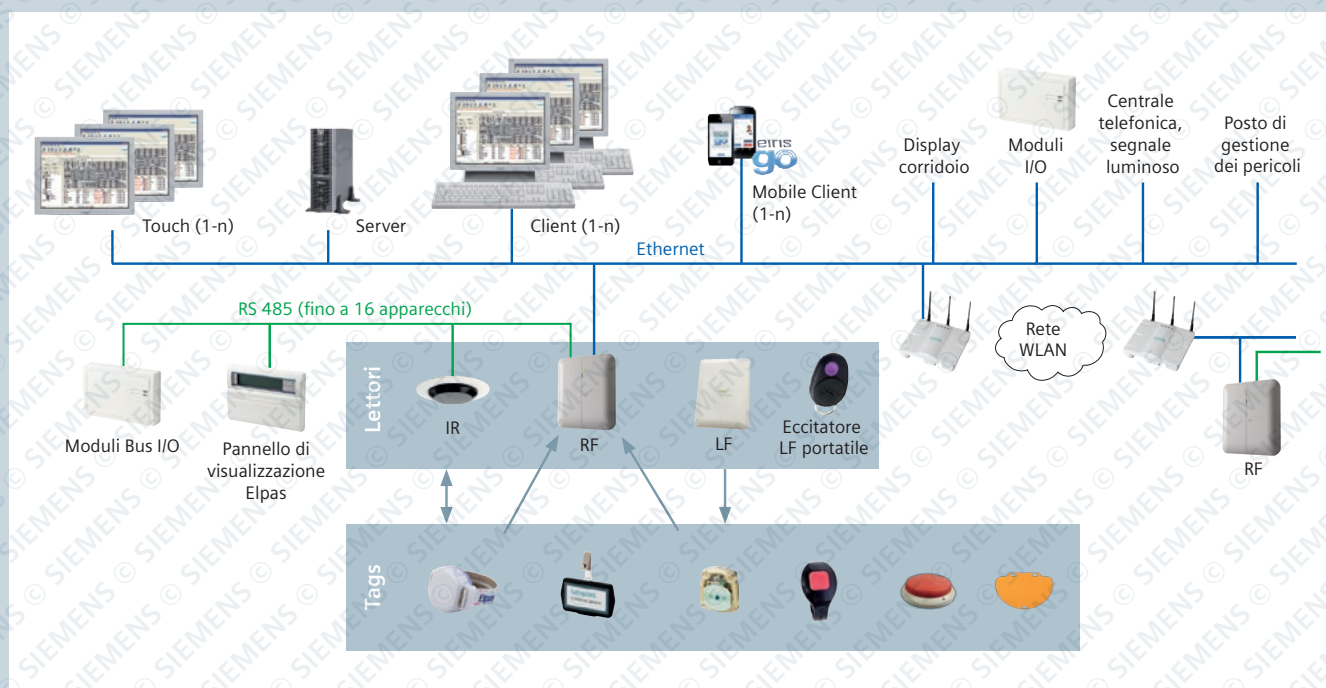 © SIEMENS
Touch (1-n)
Server
Client (1-n)
eiris
go
Mobile Client
(1-n)
Display
corridoio
Moduli
I/O
Centrale
telefonica,
segnale
luminoso
Posto di
gestione
dei pericoli
Ethernet
RS 485 (fino a 16 apparecchi)
Rete
WLAN
Moduli Bus I/O
Pannello di
visualizzazione
Elpas
Lettori
IR
RF
LF
Eccitatore
LF portatile
RF
Tags